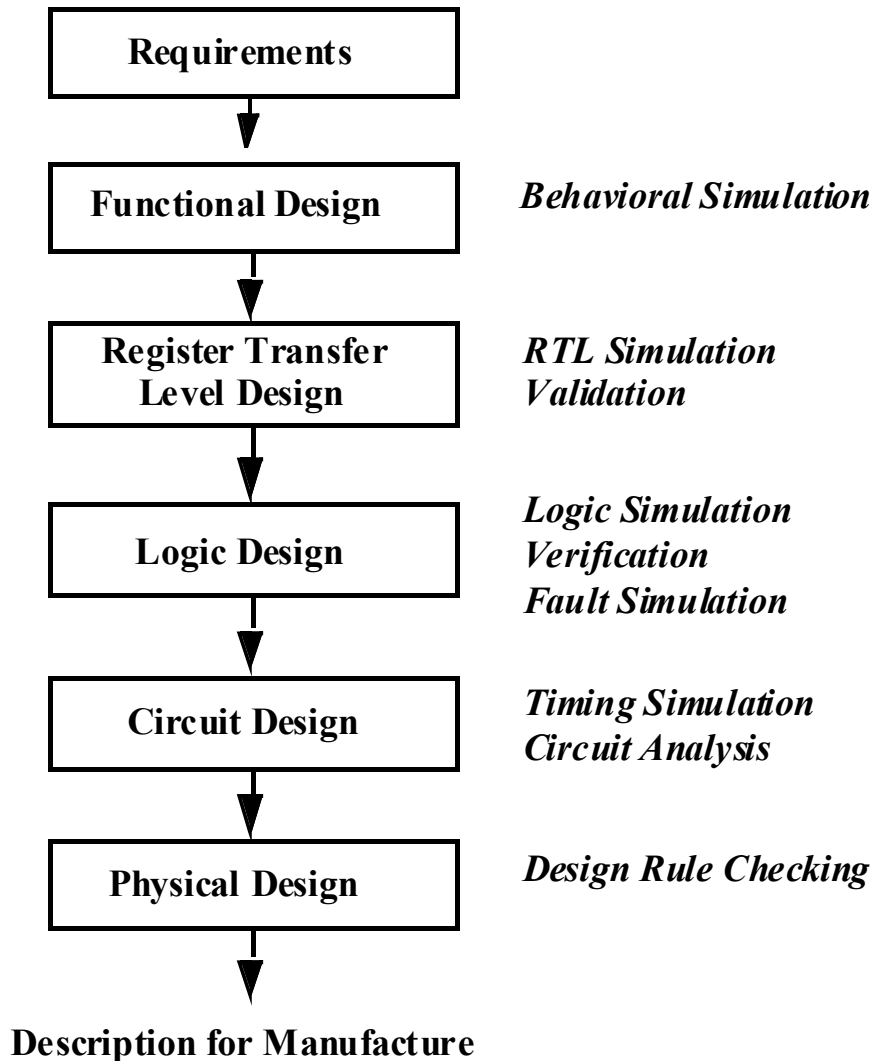 Requirements
Functional Design
Behavioral Simulation
Register Transfer
Level Design
RTL Simulation
Validation
Logic Design
Logic Simulation
Verification
Fault Simulation
Circuit Design
Timing Simulation
Circuit Analysis
Physical Design
Design Rule Checking
Description for Manufacture